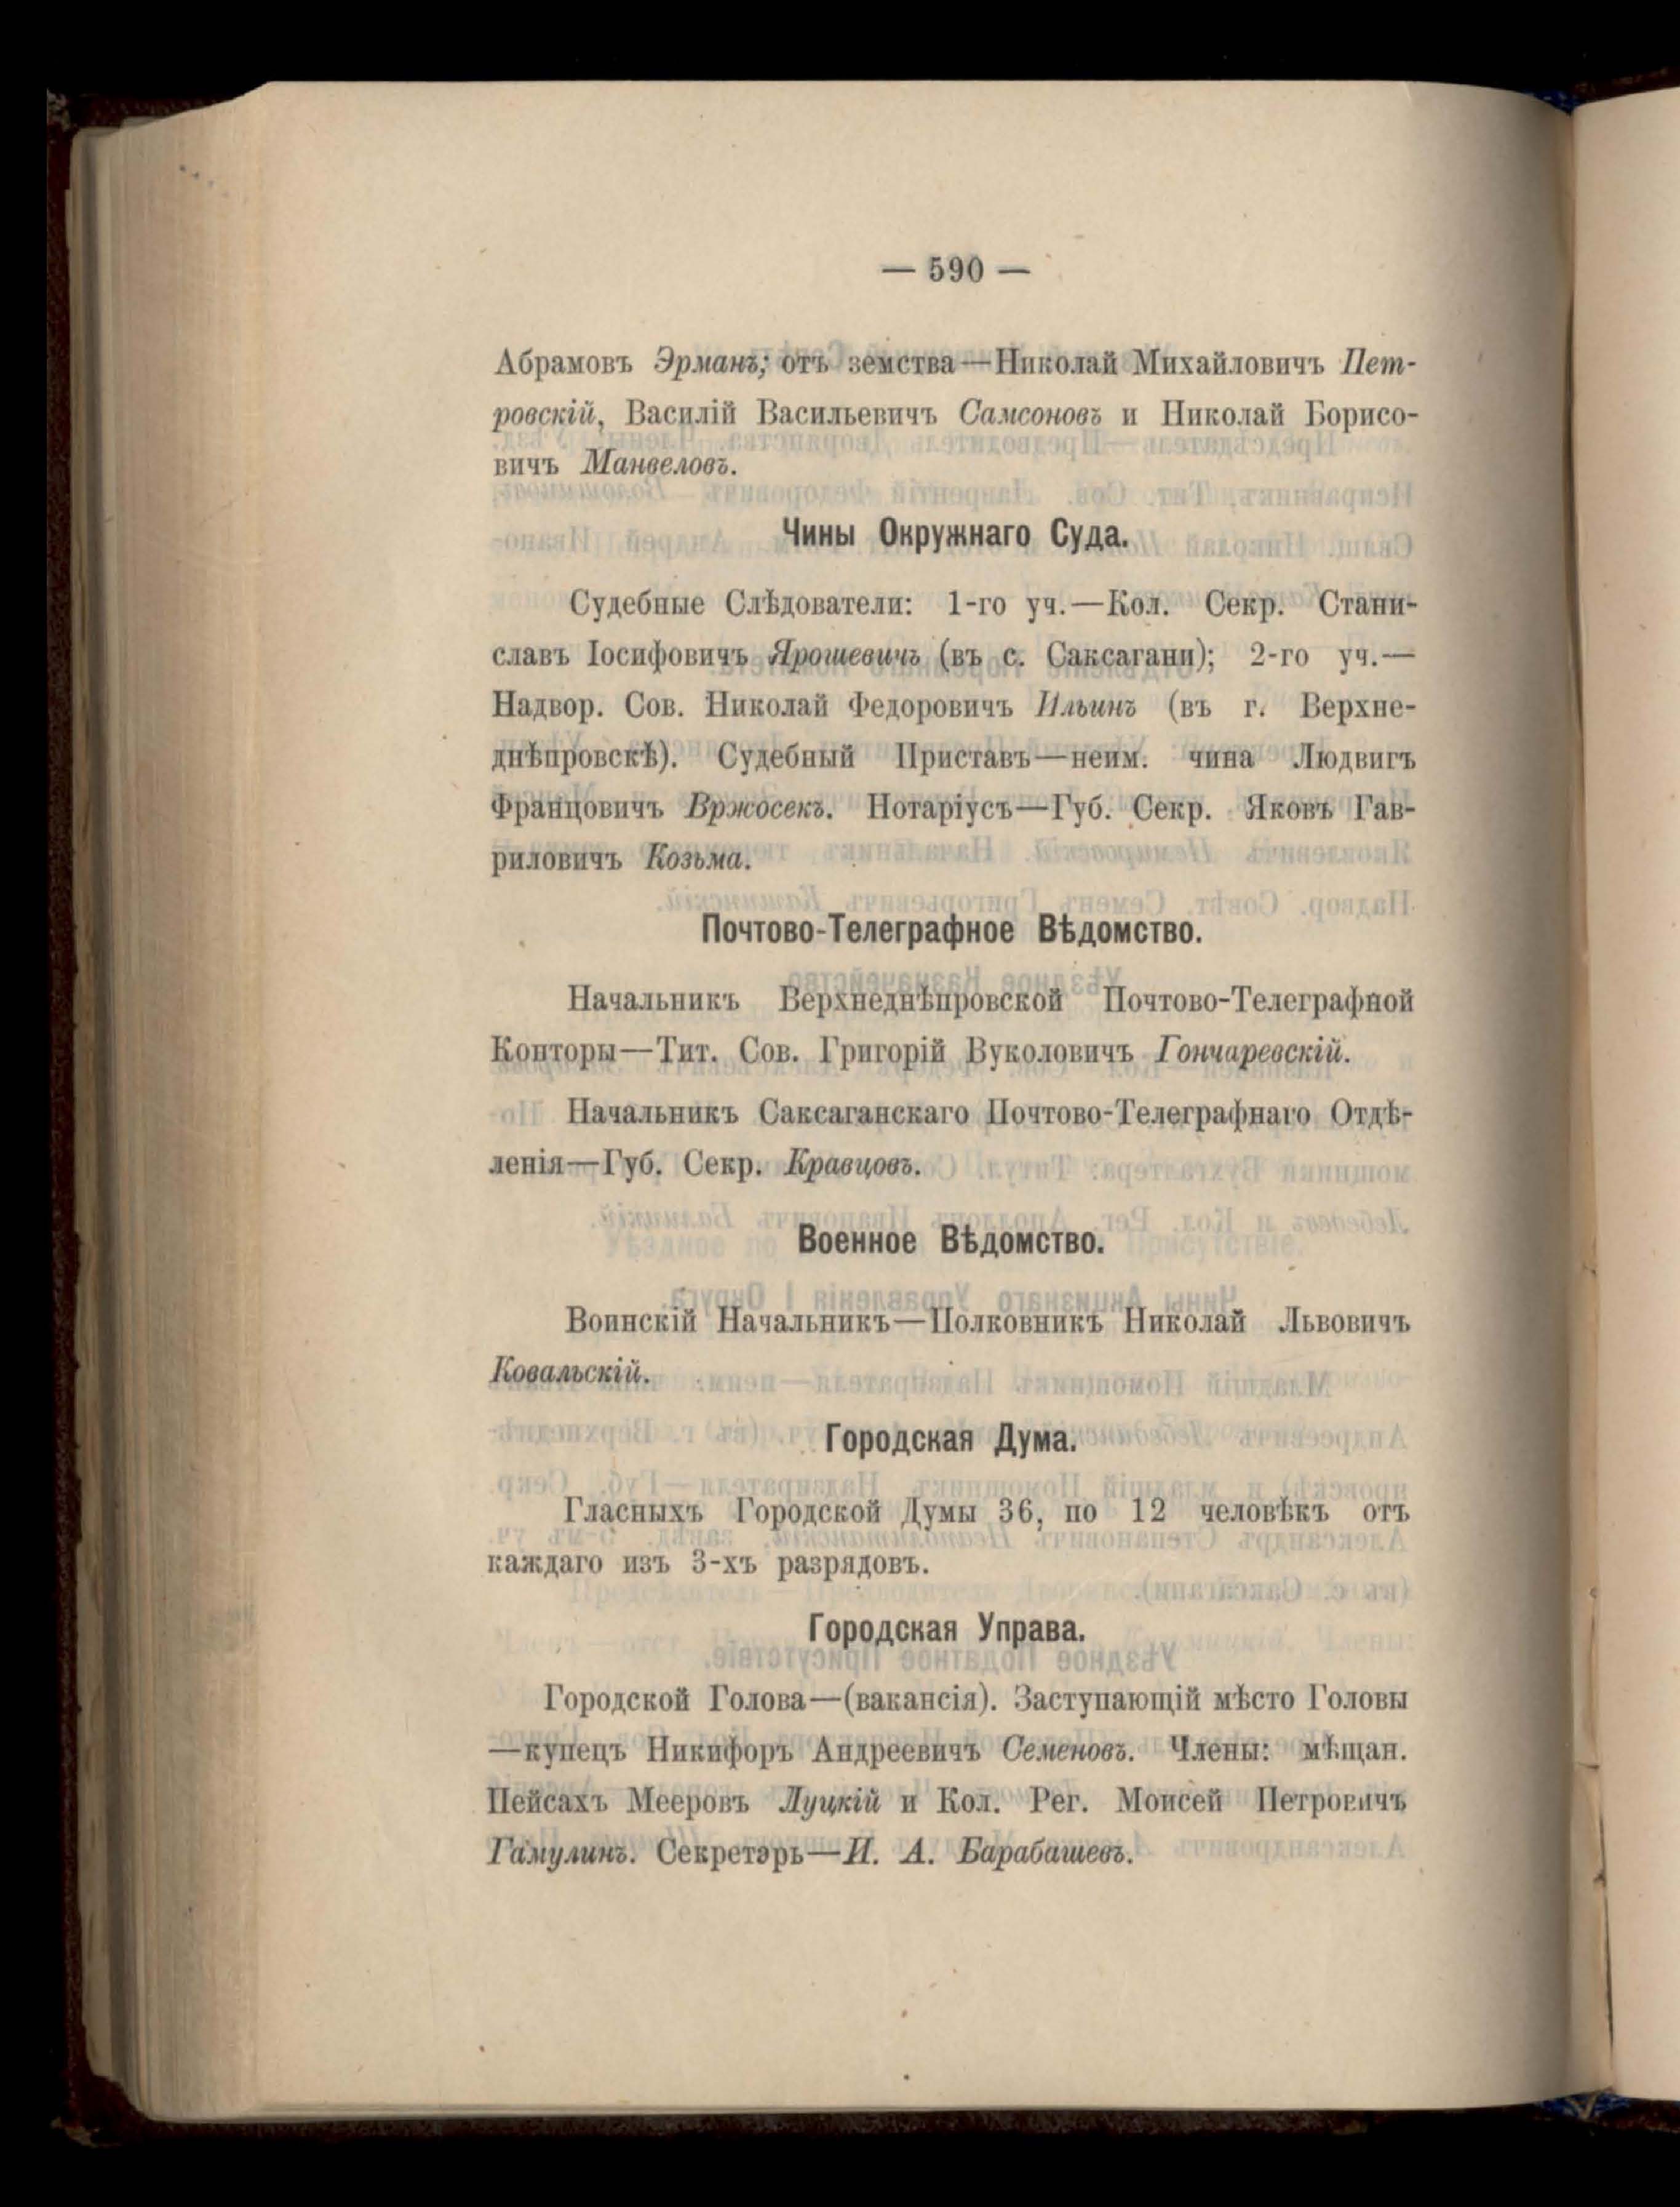 — 590 —
Абрамовъ Эрманъ; отъ земства—Николай Михайловичъ Пет-
ровскій, Василій Васильевичъ Самсоновъ и Николай Борисо-
вичъ Манвеловъ.
Чины Окружнаго Суда.
Судебные Слѣдователи: 1-го уч.—Кол. Секр. Стани-
славъ Іосифовичъ Ярошевичъ (въ с. Саксагани); 2-го уч.—
Надвор. Сов. Николай Федоровичъ Ильинъ (въ г. Верхне-
днѣпровскѣ). Судебный Приставъ—неим. чина Людвигъ
Францовичъ Вржосекъ. Нотаріусъ—Губ. Секр. Яковъ Гав-
риловичъ Козьма.
Почтово-Телеграфное Вѣдомство.
Начальникъ Верхнеднѣпровской Почтово-Телеграфной
Конторы—Тит. Сов. Григорій Вуколовичъ Гончаревскій.
Начальникъ Саксаганскаго Почтово-Телеграфнаго Отдѣ-
ленія—Губ. Секр. Кравцовъ.
Военное Вѣдомство.
Воинскій Начальникъ—Полковникъ Николай Львовичъ
Ковальскій.
Городская Дума.
Гласныхъ Городской Думы 36, по 12 человѣкъ отъ
каждаго изъ 3-хъ разрядовъ.
Городская Управа.
Городской Голова—(вакансія). Заступающій мѣсто Головы
—купецъ Никифоръ Андреевичъ Семеновъ. Члены: мѣщан.
Пейсахъ Мееровъ Луцкій и Кол. Рег. Моисей Петровичъ
Гамулинъ. Секретарь—И. А. Барабашевъ.